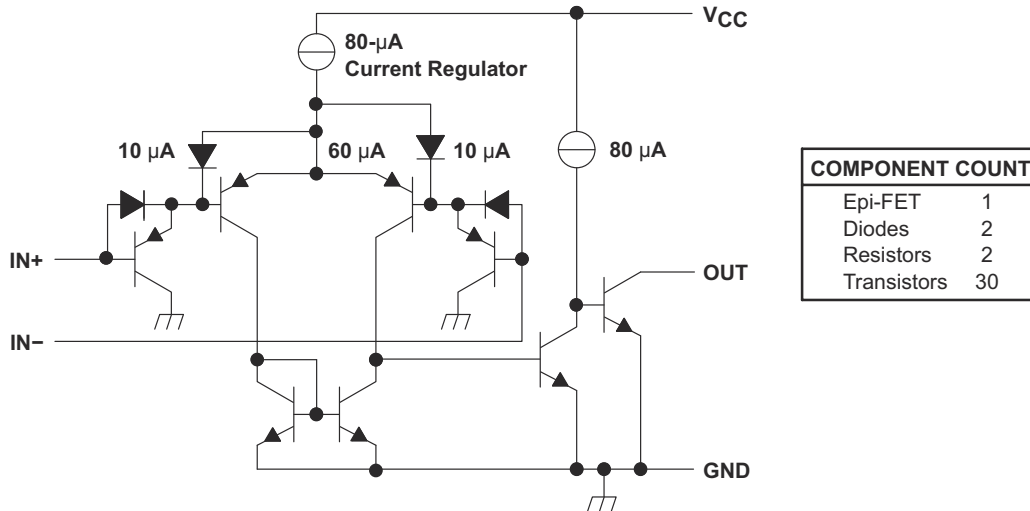 VCC
80-µA
Current Regulator
10 µA
60 µA
10 µA
80 µA
COMPONENT COUNT
Epi-FET 1
Diodes 2
Resistors 2
Transistors 30
IN+
OUT
IN−
GND